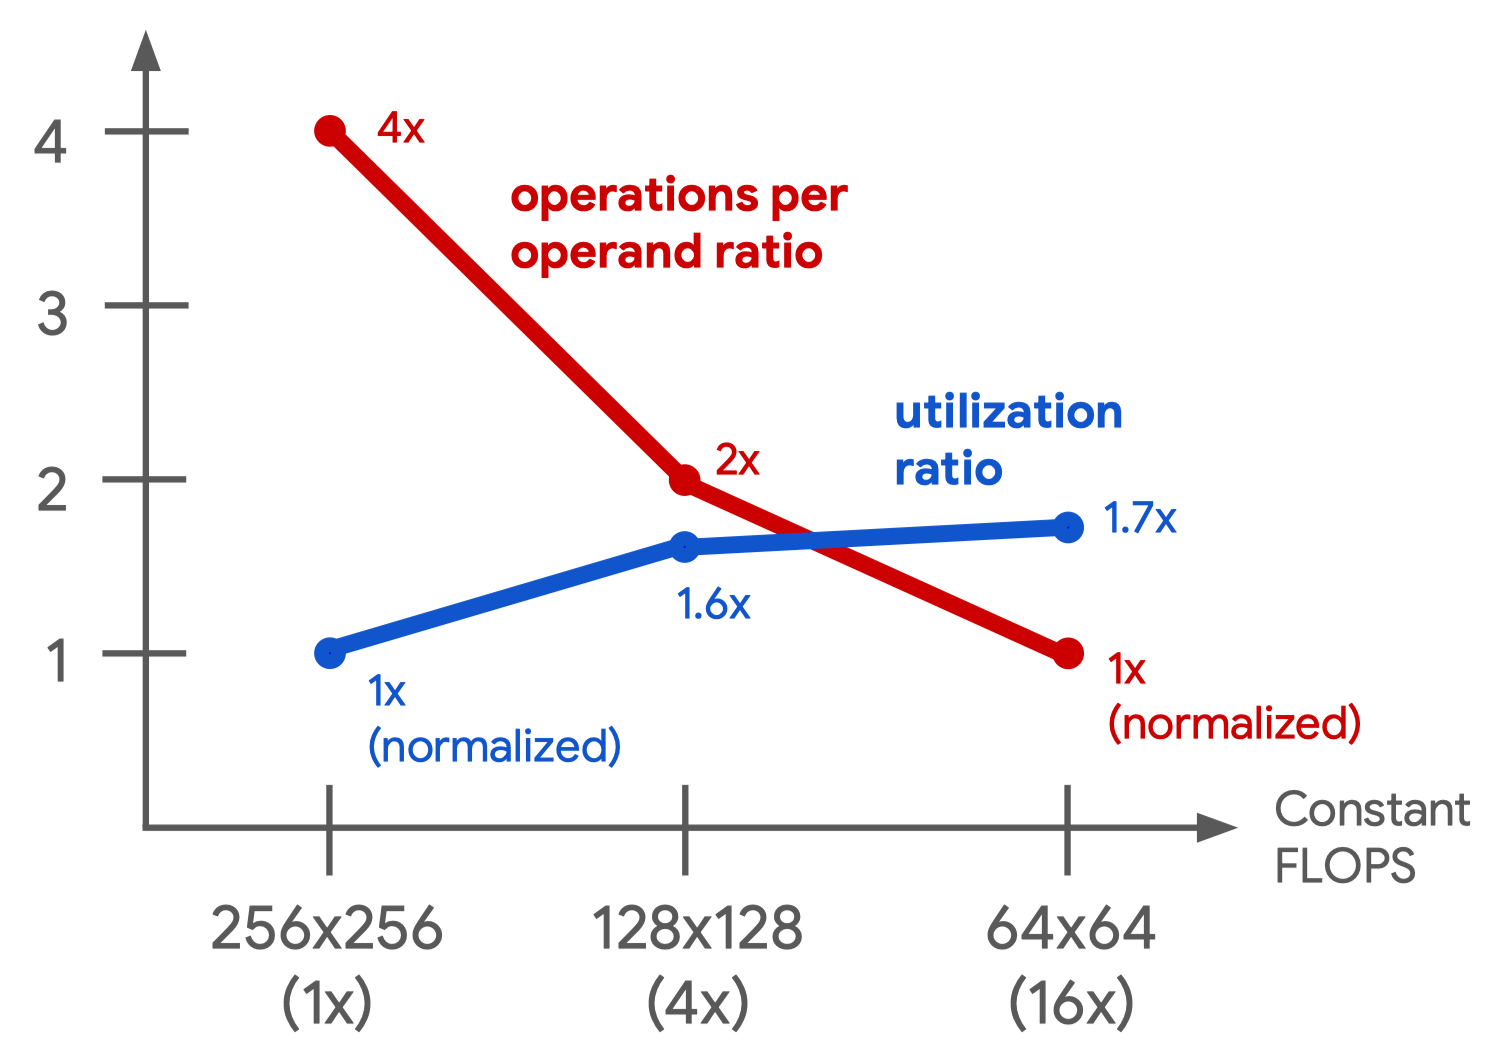 4
4x
operations per
operand ratio
3
utilization
ratio
2
2x
1.7x
1.6x
1
1x
(normalized)
1x
(normalized)
Constant
FLOPS
256x256
(1x)
128x128
(4x)
64x64
(16x)